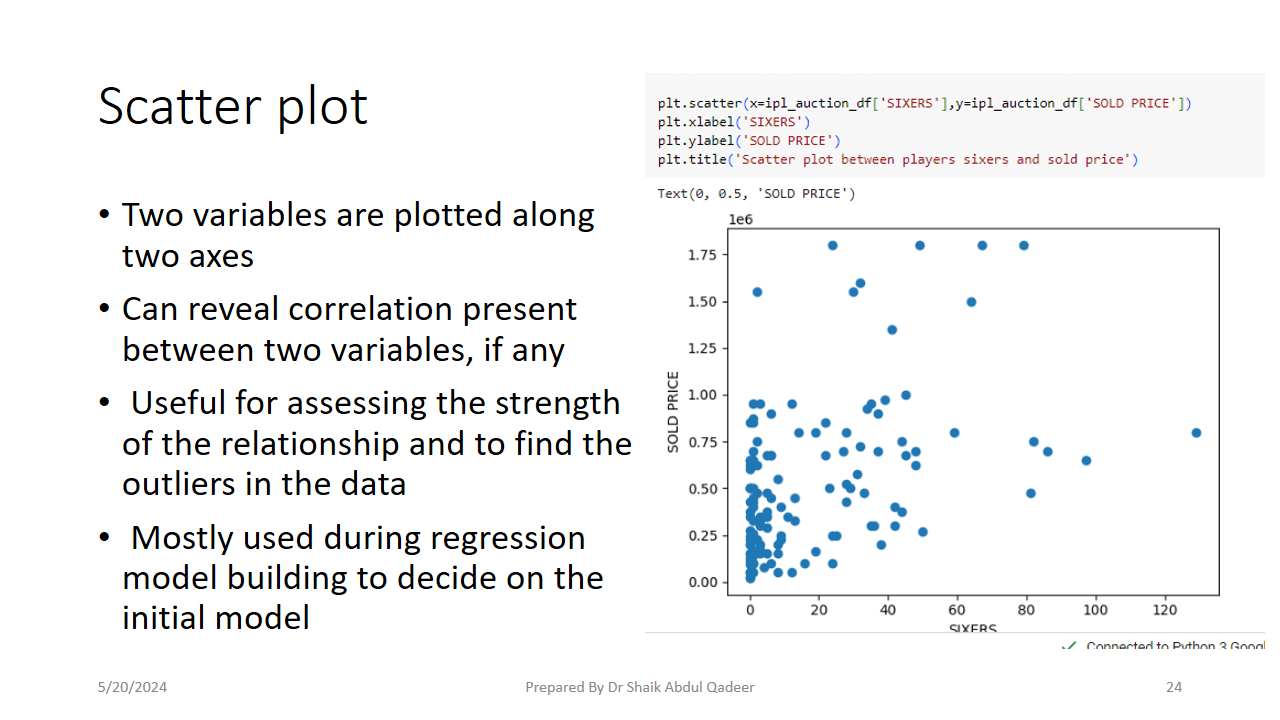 Scatter plot
• Two variables are plotted along
two axes
• Can reveal correlation present
between two variables, if any
• Useful for assessing the strength
of the relationship and to find the
outliers in the data
• Mostly used during regression
model building to decide on the
initial model
plt.scatter(x=ipl_auction_df['SIXERS'],y=ipl_auction_df['SOLD PRICE'])
plt.xlabel('SIXERS')
plt.ylabel('SOLD PRICE')
plt.title('Scatter plot between players sixers and sold price')
Text(0, 0.5, 'SOLD PRICE')
1e6
1.75
1.50
1.25
1.00
0.75
0.50
0.25
0.00
SOLD PRICE
0 20 40 60 80 100 120
SIXERS
Connected to Python 3 Googl
5/20/2024
Prepared By Dr Shaik Abdul Qadeer
24